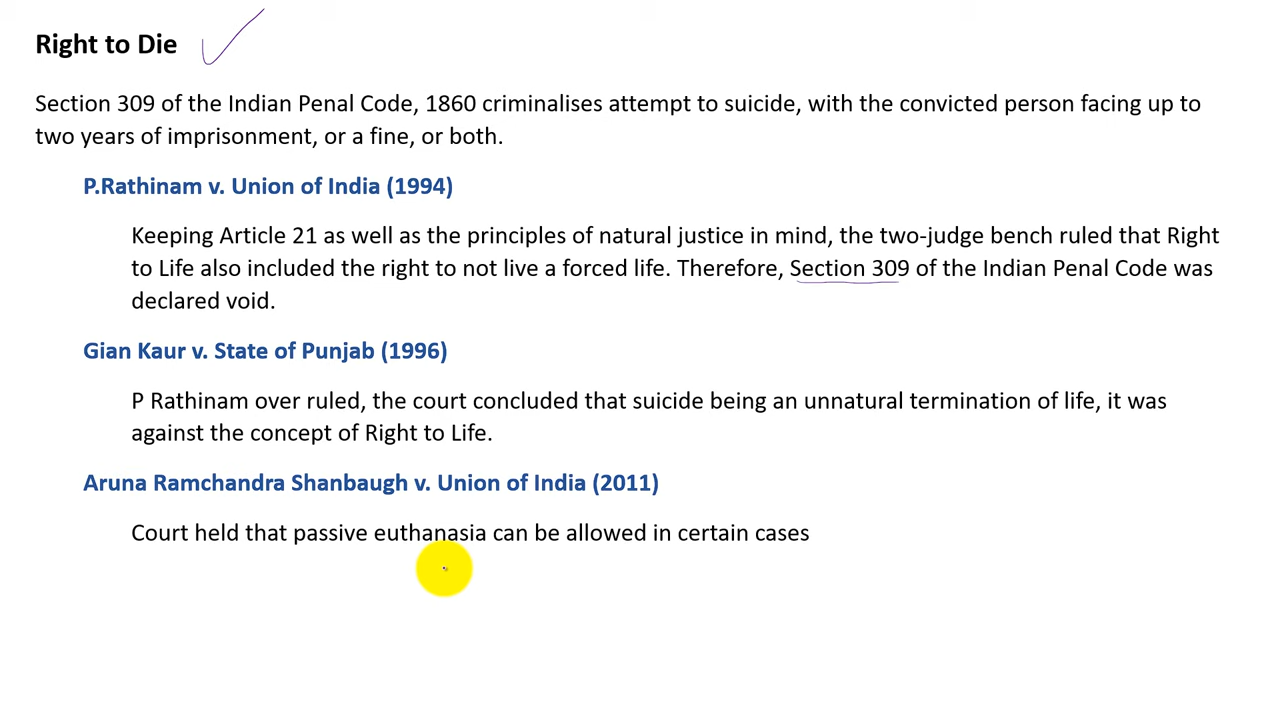 Right to Die
Section 309 of the Indian Penal Code, 1860 criminalises attempt to suicide, with the convicted person facing up to
two years of imprisonment, or a fine, or both.
P.Rathinam v. Union of India (1994)
Keeping Article 21 as well as the principles of natural justice in mind, the two-judge bench ruled that Right
to Life also included the right to not live a forced life. Therefore, Section 309 of the Indian Penal Code was
declared void.
Gian Kaur v. State of Punjab (1996)
P Rathinam over ruled, the court concluded that suicide being an unnatural termination of life, it was
against the concept of Right to Life.
Aruna Ramchandra Shanbaugh v. Union of India (2011)
Court held that passive euthanasia can be allowed in certain cases